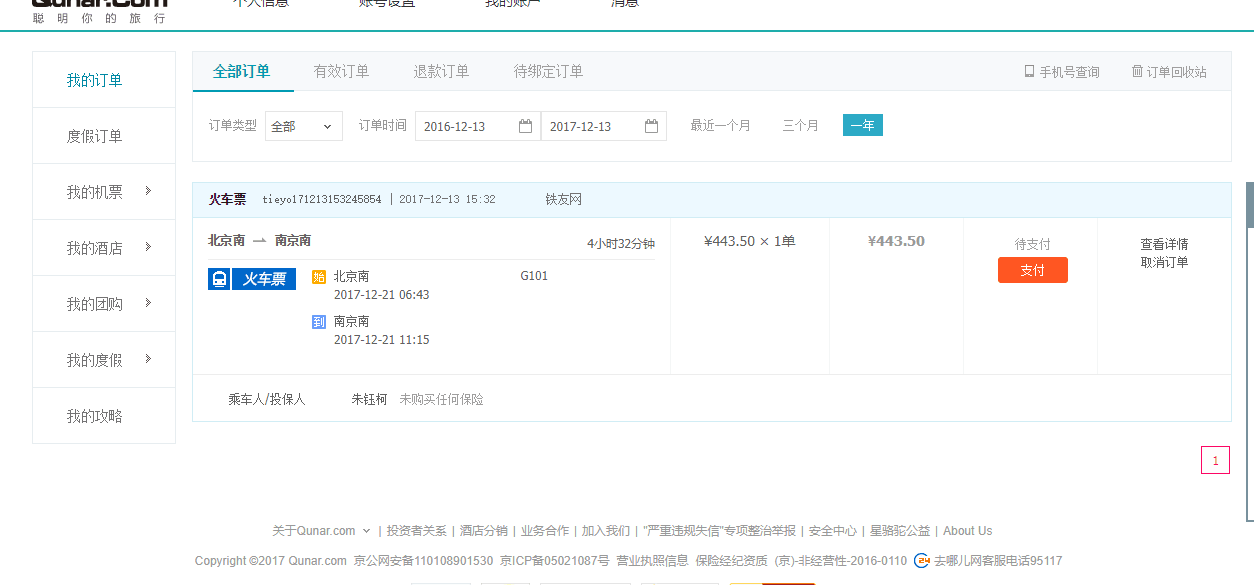 Qunar.Com
聪明你的旅行
个人信息 账号设置 我的账户 消息
我的订单
度假订单
我的机票
我的酒店
我的团购
我的度假
我的攻略
全部订单 有效订单 退款订单 待绑定订单 手机号查询 订单回收站
订单类型 全部 订单时间 2016-12-13 2017-12-13 最近一个月 三个月 一年
火车票 tieyo171213153245854 | 2017-12-13 15:32 铁友网
北京南 南京南 4小时32分钟 ¥443.50 × 1单 ¥443.50 待支付 查看详情
支付 取消订单
火车票 始 北京南 G101
2017-12-21 06:43
到 南京南
2017-12-21 11:15
乘车人/投保人 朱钰柯 未购买任何保险
1
关于Qunar.com | 投资者关系 | 酒店分销 | 业务合作 | 加入我们 | "严重违规失信"专项整治举报 | 安全中心 | 星骆驼公益 | About Us
Copyright ©2017 Qunar.com 京公网安备110108901530 京ICP备05021087号 营业执照信息 保险经纪资质 (京)-非经营性-2016-0110 24 去哪儿网客服电话95117